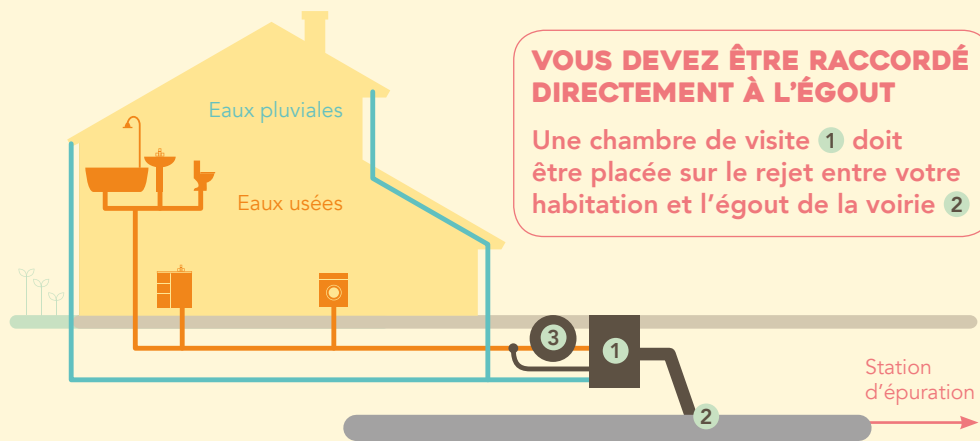 VOUS DEVEZ ÊTRE RACCORDÉ
DIRECTEMENT À L'ÉGOUT
Une chambre de visite 1 doit
être placée sur le rejet entre votre
habitation et l'égout de la voirie 2
Eaux pluviales
Eaux usées
3
1
2
Station
d'épuration